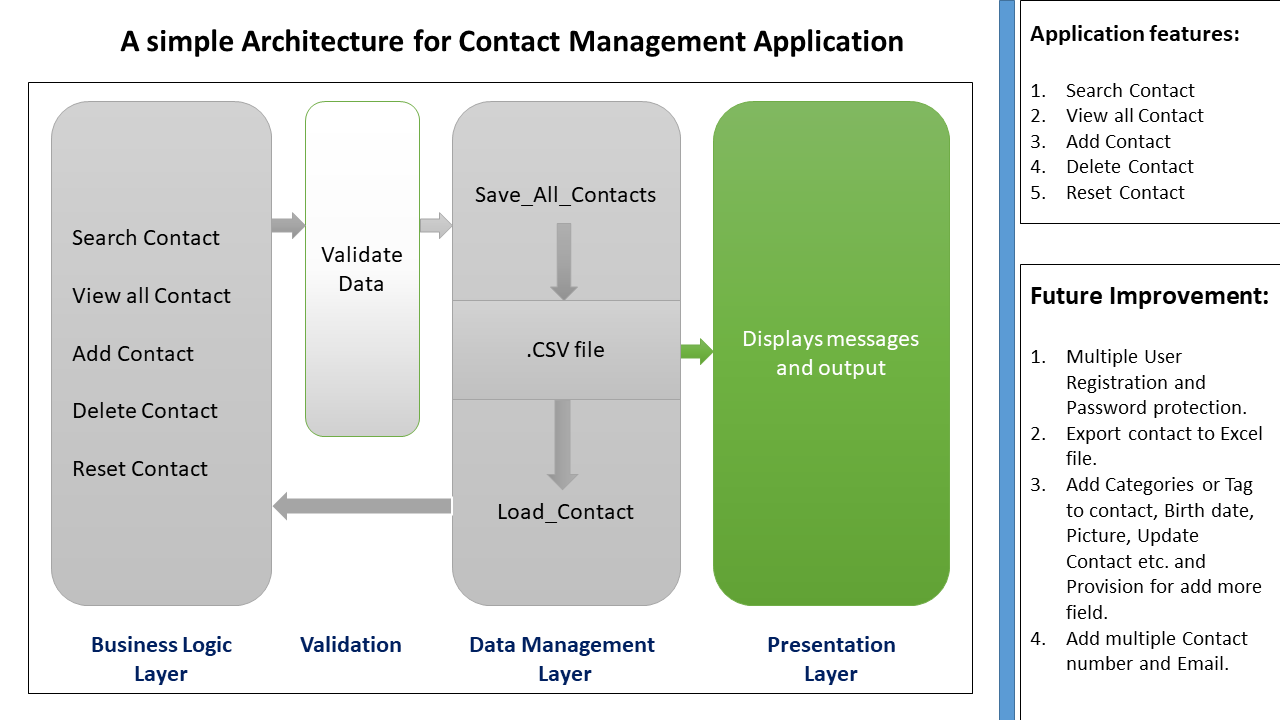 A simple Architecture for Contact Management Application
Search Contact
View all Contact
Add Contact
Delete Contact
Reset Contact
Validate
Data
Save_All_Contacts
.CSV file
Load_Contact
Displays messages
and output
Business Logic
Layer
Validation
Data Management
Layer
Presentation
Layer
Application features:
1. Search Contact
2. View all Contact
3. Add Contact
4. Delete Contact
5. Reset Contact
Future Improvement:
1. Multiple User
Registration and
Password protection.
2. Export contact to Excel
file.
3. Add Categories or Tag
to contact, Birth date,
Picture, Update
Contact etc. and
Provision for add more
field.
4. Add multiple Contact
number and Email.